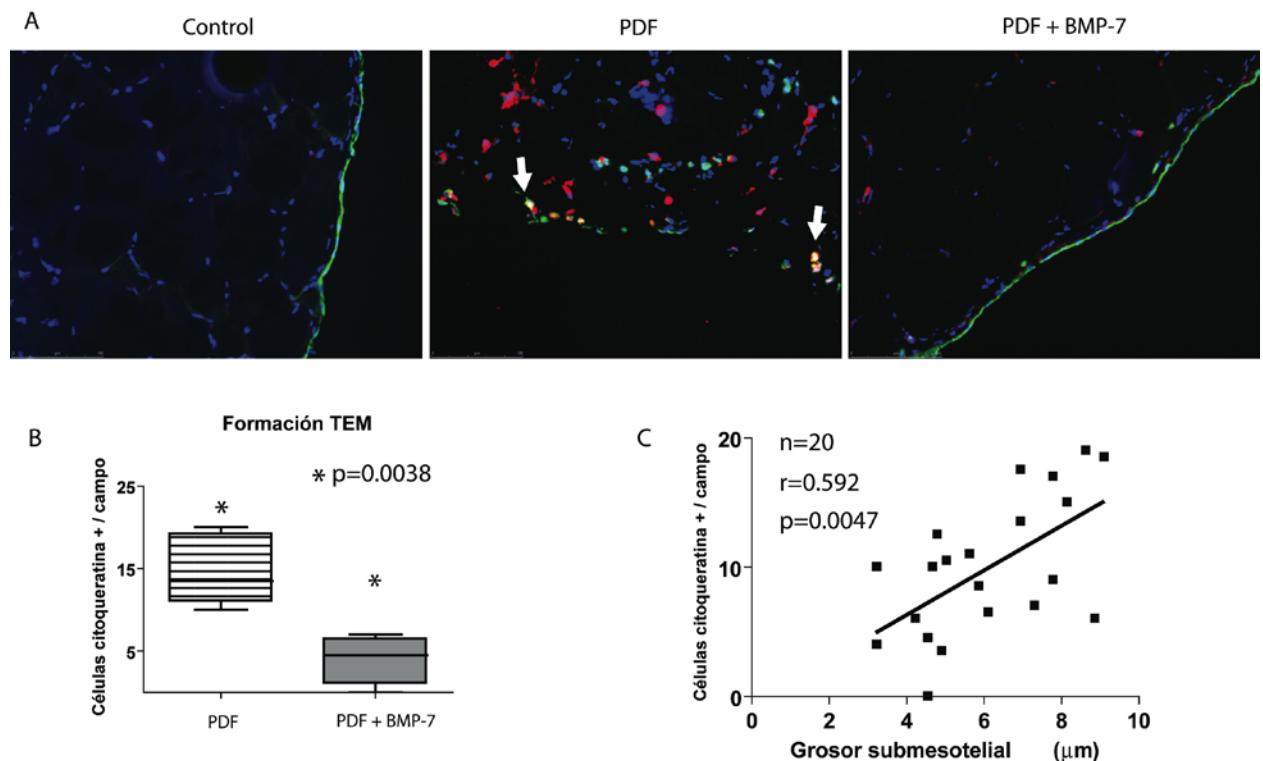 A
Control
PDF
PDF + BMP-7
B
Formación TEM
* p=0.0038
Células citoqueratina + / campo
25
15
5
*
*
PDF
PDF + BMP-7
C
n=20
r=0.592
p=0.0047
Células citoqueratina + / campo
20
10
0
0
2
4
6
8
10
Grosor submesotelial (μm)